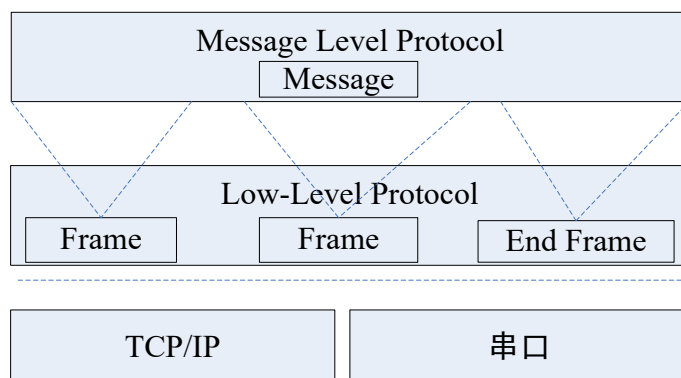 Message Level Protocol
Message
Low-Level Protocol
Frame
Frame
End Frame
TCP/IP
串口